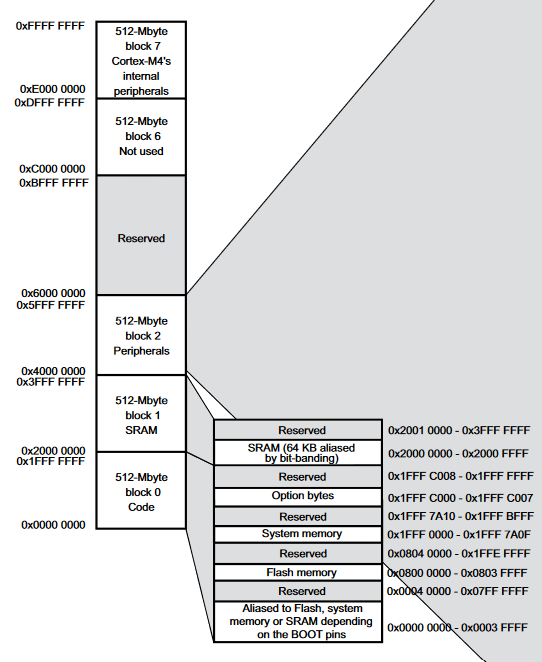 0xFFFF FFFF
512-Mbyte
block 7
Cortex-M4's
internal
peripherals
0xE000 0000
0xDFFF FFFF
512-Mbyte
block 6
Not used
0xC000 0000
0xBFFF FFFF
Reserved
0x6000 0000
0x5FFF FFFF
512-Mbyte
block 2
Peripherals
0x4000 0000
0x3FFF FFFF
512-Mbyte
block 1
SRAM
0x2000 0000
0x1FFF FFFF
512-Mbyte
block 0
Code
0x0000 0000
Reserved 0x2001 0000 - 0x3FFF FFFF
SRAM (64 KB aliased
by bit-banding) 0x2000 0000 - 0x2000 FFFF
Reserved 0x1FFF C008 - 0x1FFF FFFF
Option bytes 0x1FFF C000 - 0x1FFF C007
Reserved 0x1FFF 7A10 - 0x1FFF BFFF
System memory 0x1FFF 0000 - 0x1FFF 7A0F
Reserved 0x0804 0000 - 0x1FFE FFFF
Flash memory 0x0800 0000 - 0x0803 FFFF
Reserved 0x0004 0000 - 0x07FF FFFF
Aliased to Flash, system
memory or SRAM depending
on the BOOT pins 0x0000 0000 - 0x0003 FFFF